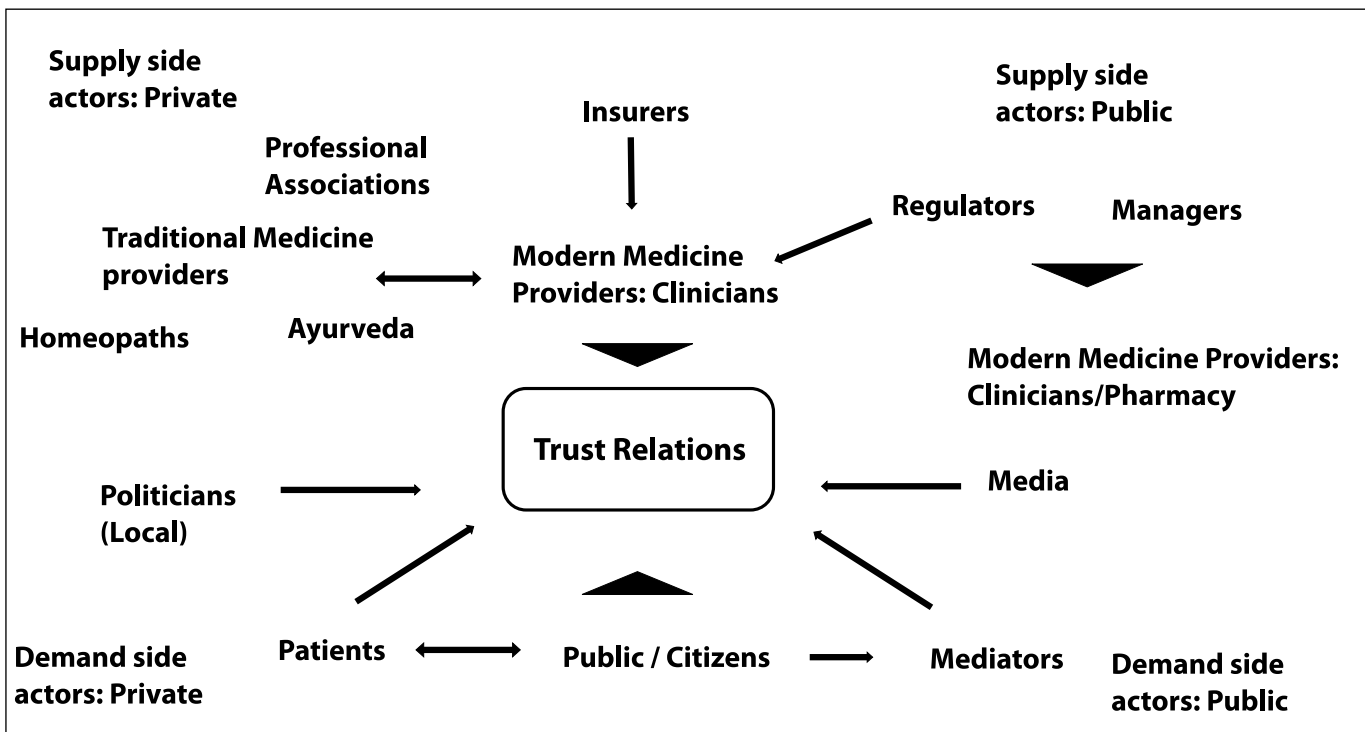 Supply side
actors: Private
Supply side
actors: Public
Insurers
Professional
Associations
Regulators
Managers
Traditional Medicine
providers
Modern Medicine
Providers: Clinicians
Homeopaths
Ayurveda
Modern Medicine Providers:
Clinicians/Pharmacy
Trust Relations
Politicians
(Local)
Media
Patients
Public / Citizens
Mediators
Demand side
actors: Private
Demand side
actors: Public